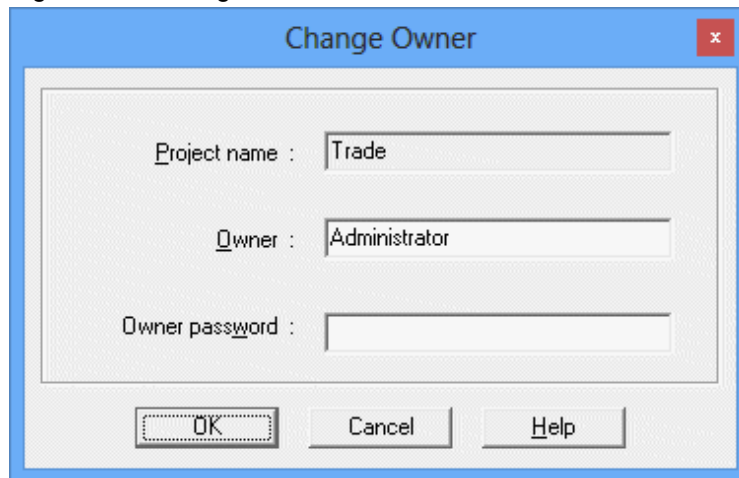 Change Owner
x
Project name : Trade
Owner : Administrator
Owner password :
OK Cancel Help